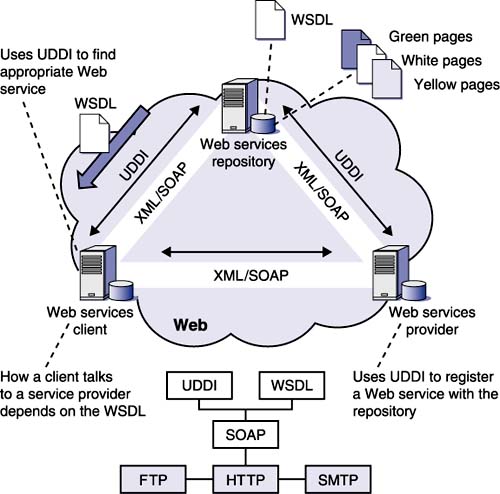 WSDL
Green pages
White pages
Yellow pages
Uses UDDI to find
appropriate Web
service
WSDL
Web services
repository
UDDI
XML/SOAP
UDDI
XML/SOAP
XML/SOAP
Web services
client
Web
Web services
provider
How a client talks
to a service provider
depends on the WSDL
Uses UDDI to register
a Web service with the
repository
UDDI
WSDL
SOAP
FTP
HTTP
SMTP